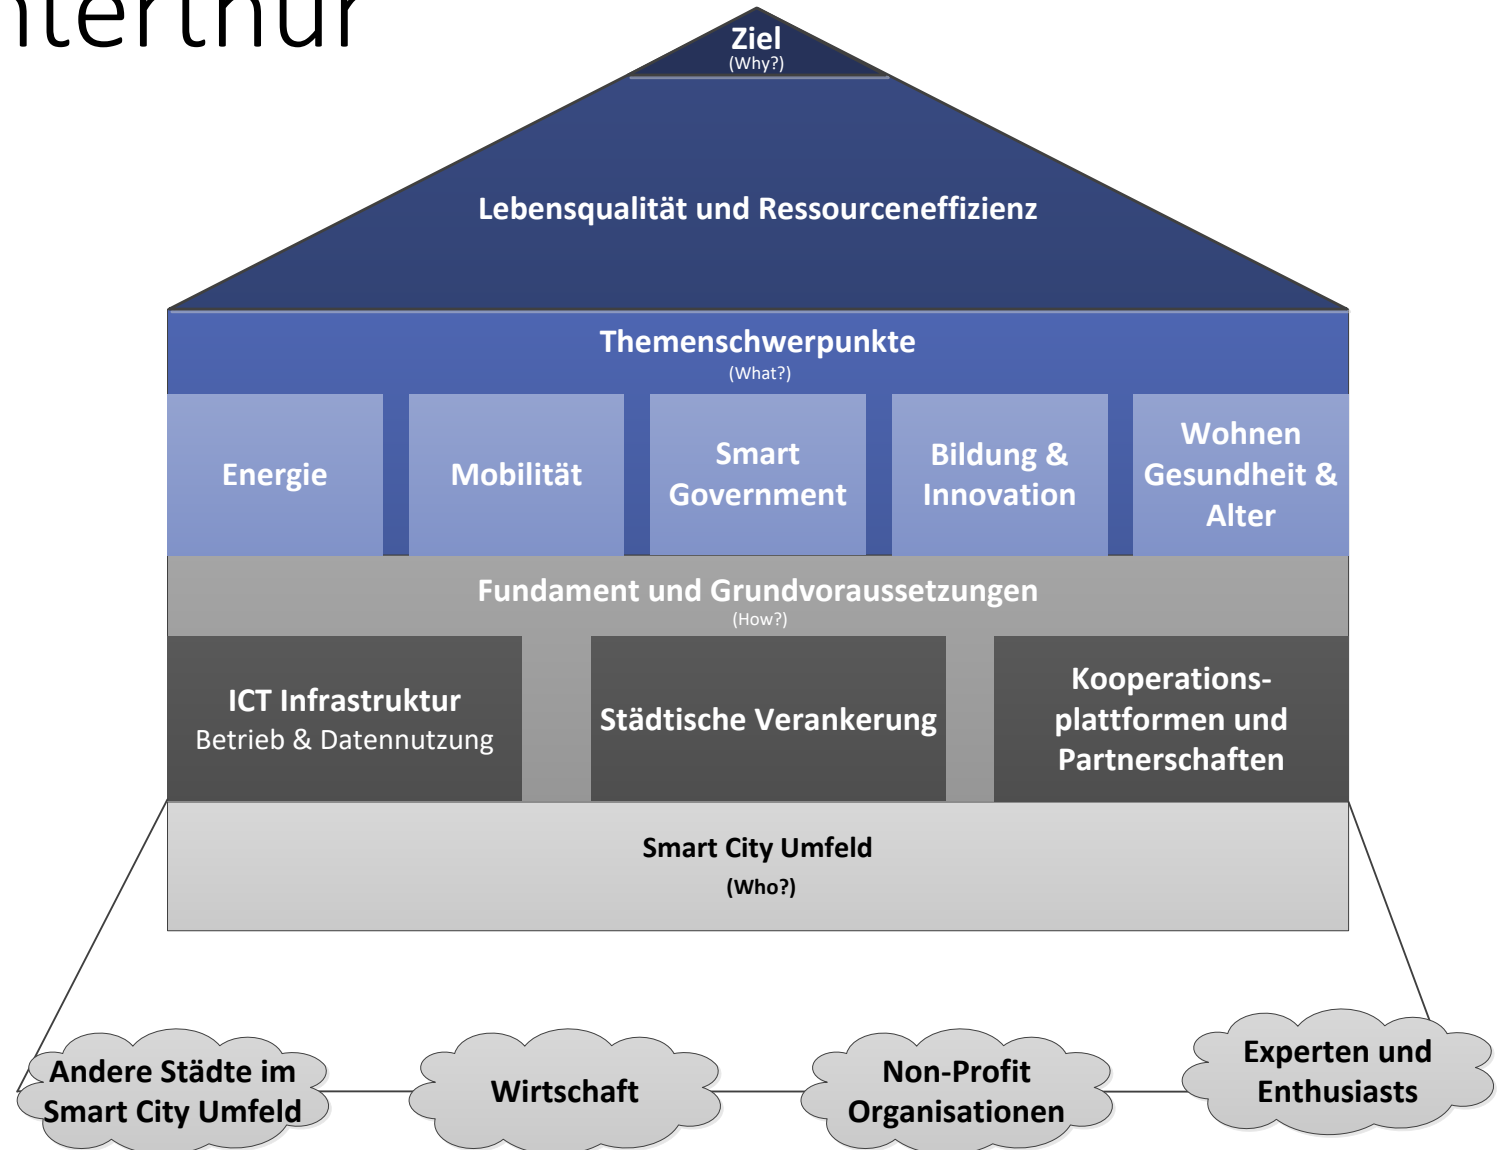 nterthur
Ziel
(Why?)
Lebensqualität und Ressourceneffizienz
Themenschwerpunkte
(What?)
Energie
Mobilität
Smart
Government
Bildung &
Innovation
Wohnen
Gesundheit &
Alter
Fundament und Grundvoraussetzungen
(How?)
ICT Infrastruktur
Betrieb & Datennutzung
Städtische Verankerung
Kooperations-
plattformen und
Partnerschaften
Smart City Umfeld
(Who?)
Andere Städte im
Smart City Umfeld
Wirtschaft
Non-Profit
Organisationen
Experten und
Enthusiasts